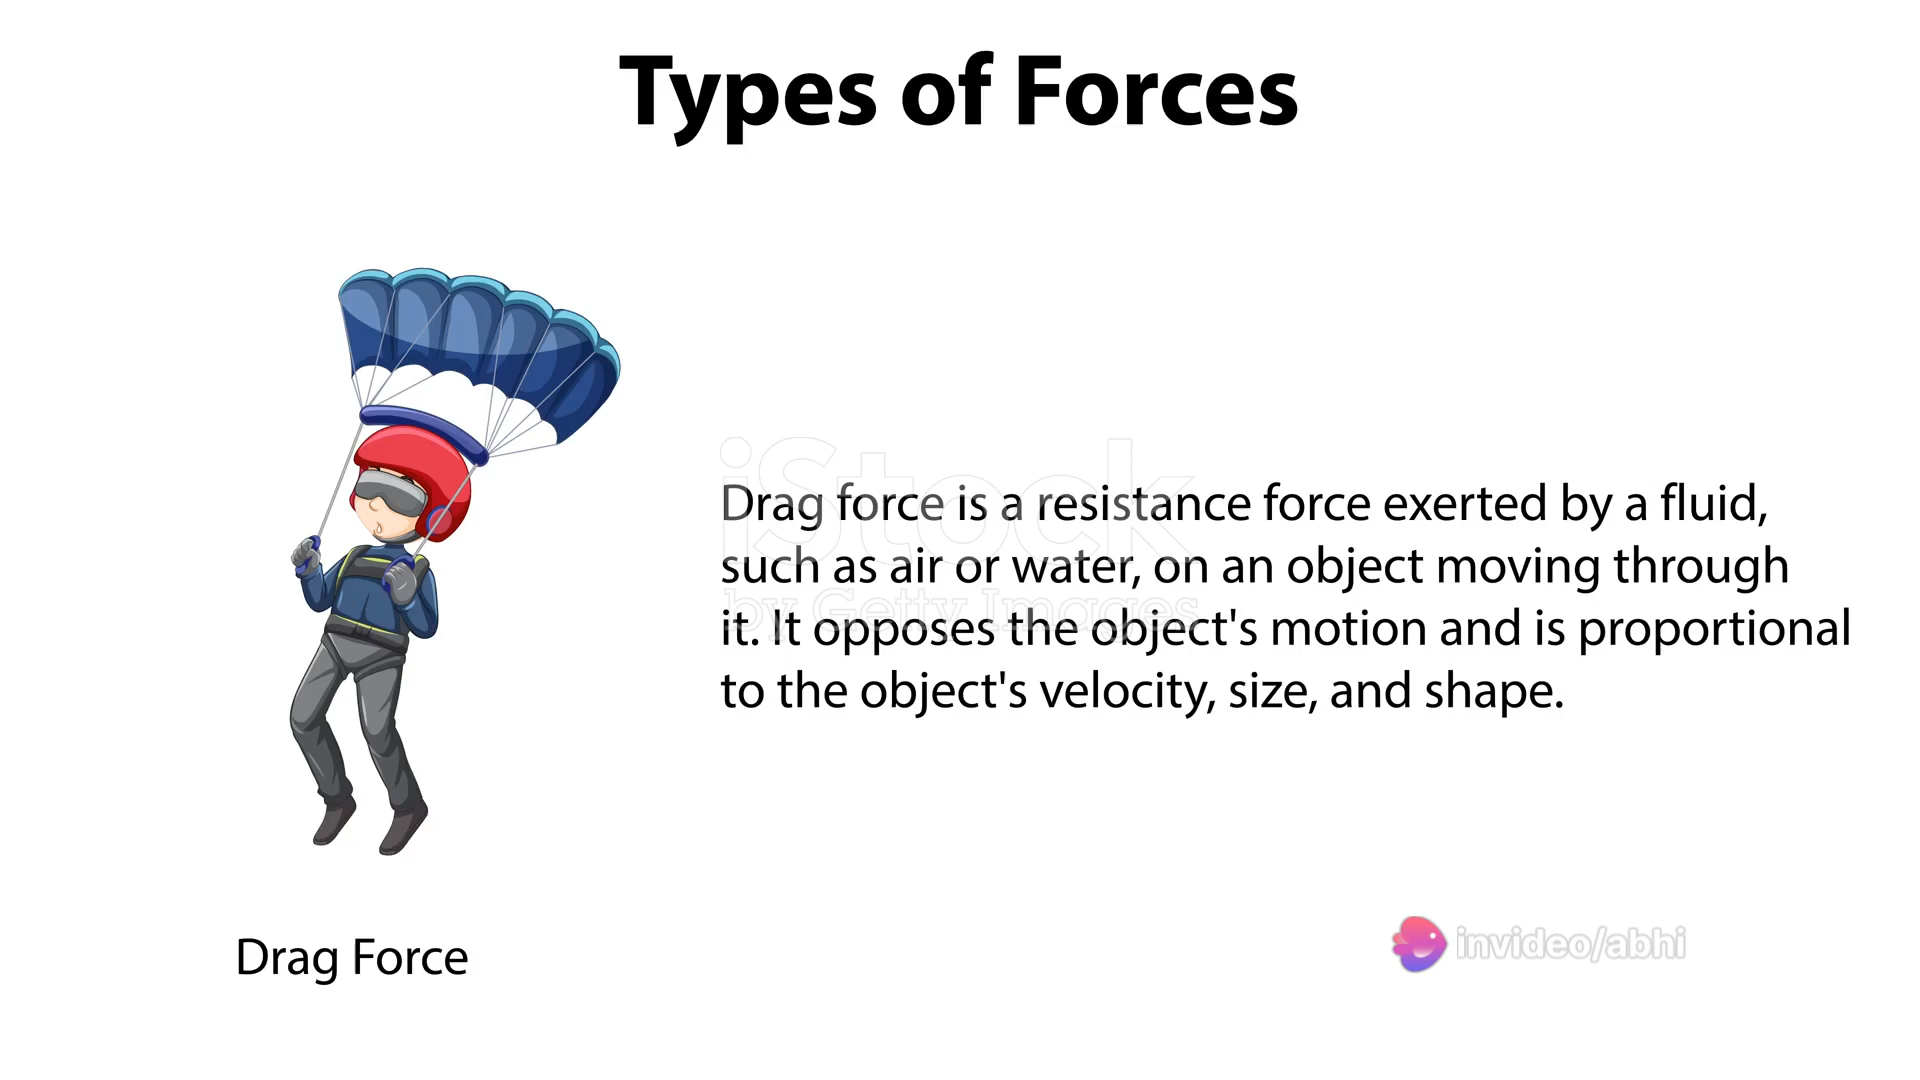 Types of Forces
iStock
by Getty Images
Drag force is a resistance force exerted by a fluid,
such as air or water, on an object moving through
it. It opposes the object's motion and is proportional
to the object's velocity, size, and shape.
Drag Force
invideo/abhi